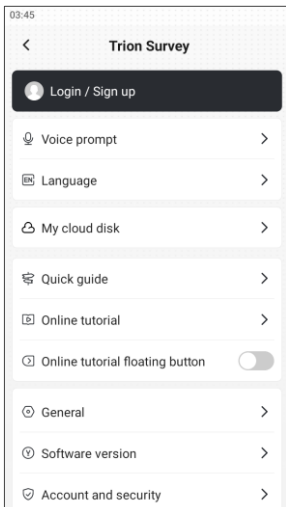 03:45
Trion Survey
Login / Sign up
Voice prompt
EN Language
My cloud disk
Quick guide
Online tutorial
Online tutorial floating button
General
Software version
Account and security